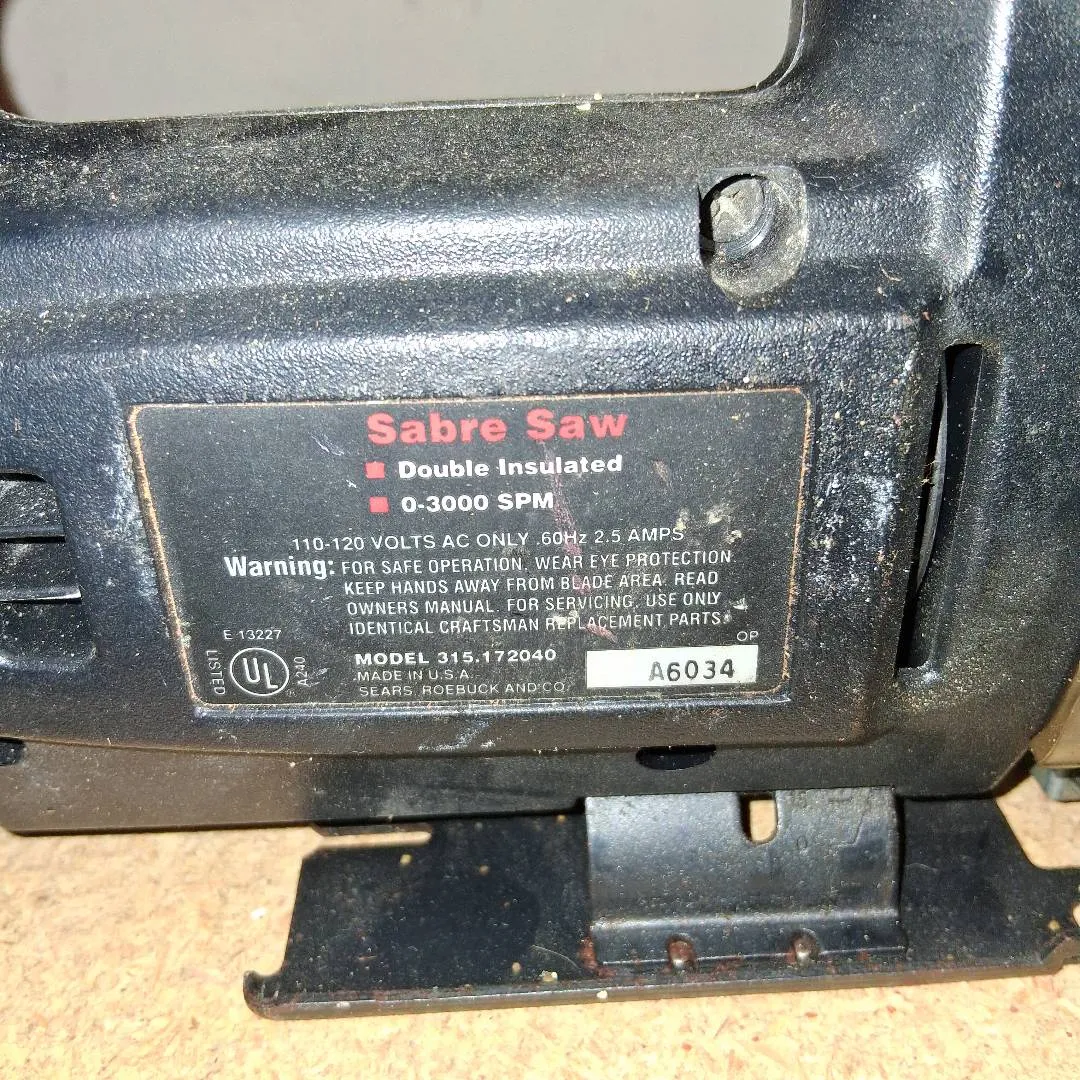 Sabre Saw
Double Insulated
0-3000 SPM
110-120 VOLTS AC ONLY .60Hz 2.5 AMPS
Warning: FOR SAFE OPERATION, WEAR EYE PROTECTION
KEEP HANDS AWAY FROM BLADE AREA. READ
OWNERS MANUAL. FOR SERVICING, USE ONLY
IDENTICAL CRAFTSMAN REPLACEMENT PARTS.
E 13227
LISTED
UL
®
A240
MODEL 315.172040
MADE IN U.S.A.
SEARS, ROEBUCK AND CO.
OP
A6034
0